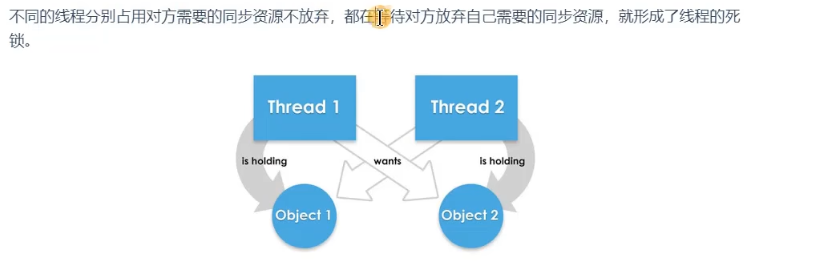 不同的线程分别占用对方需要的同步资源不放弃，都在等待对方放弃自己需要的同步资源，就形成了线程的死
锁。
Thread 1
Thread 2
is holding
wants
is holding
Object 1
Object 2